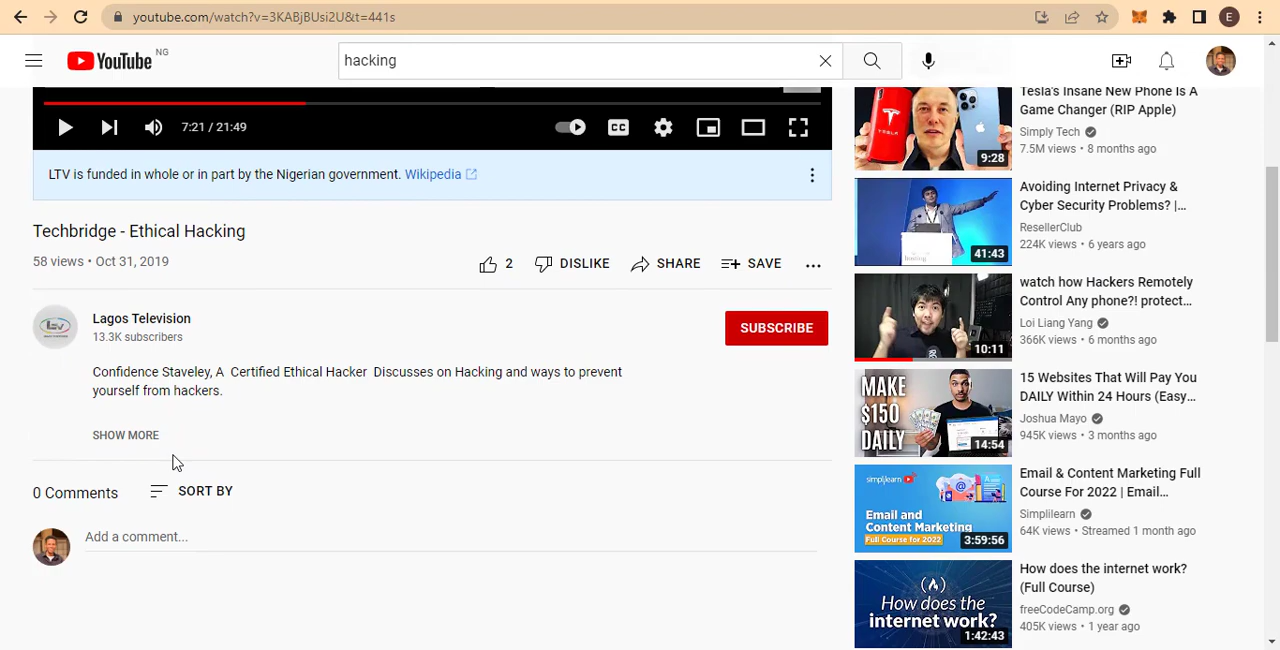 youtube.com/watch?v=3KABjBUsi2U&t=441s
E
YouTube NG
hacking
7:21 / 21:49
CC
LTV is funded in whole or in part by the Nigerian government. Wikipedia
Techbridge - Ethical Hacking
58 views • Oct 31, 2019
2 DISLIKE SHARE SAVE
Lagos Television
13.3K subscribers
SUBSCRIBE
Confidence Staveley, A Certified Ethical Hacker Discusses on Hacking and ways to prevent
yourself from hackers.
SHOW MORE
0 Comments SORT BY
Add a comment...
9:28
Tesla's Insane New Phone Is A
Game Changer (RIP Apple)
Simply Tech
7.5M views • 8 months ago
41:43
Avoiding Internet Privacy &
Cyber Security Problems? |...
ResellerClub
224K views • 6 years ago
10:11
watch how Hackers Remotely
Control Any phone?! protect...
Loi Liang Yang
366K views • 6 months ago
MAKE
$150
DAILY
14:54
15 Websites That Will Pay You
DAILY Within 24 Hours (Easy...
Joshua Mayo
945K views • 3 months ago
simplilearn
Email and
Content Marketing
Full Course for 2022
3:59:56
Email & Content Marketing Full
Course For 2022 | Email...
Simplilearn
64K views • Streamed 1 month ago
How does the
internet work?
1:42:43
How does the internet work?
(Full Course)
freeCodeCamp.org
405K views • 1 year ago